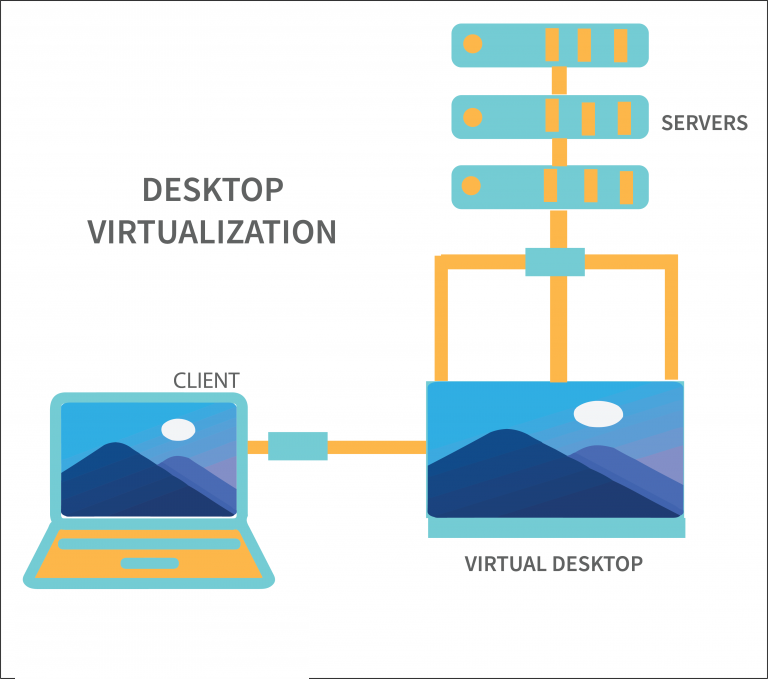 SERVERS
DESKTOP
VIRTUALIZATION
CLIENT
VIRTUAL DESKTOP